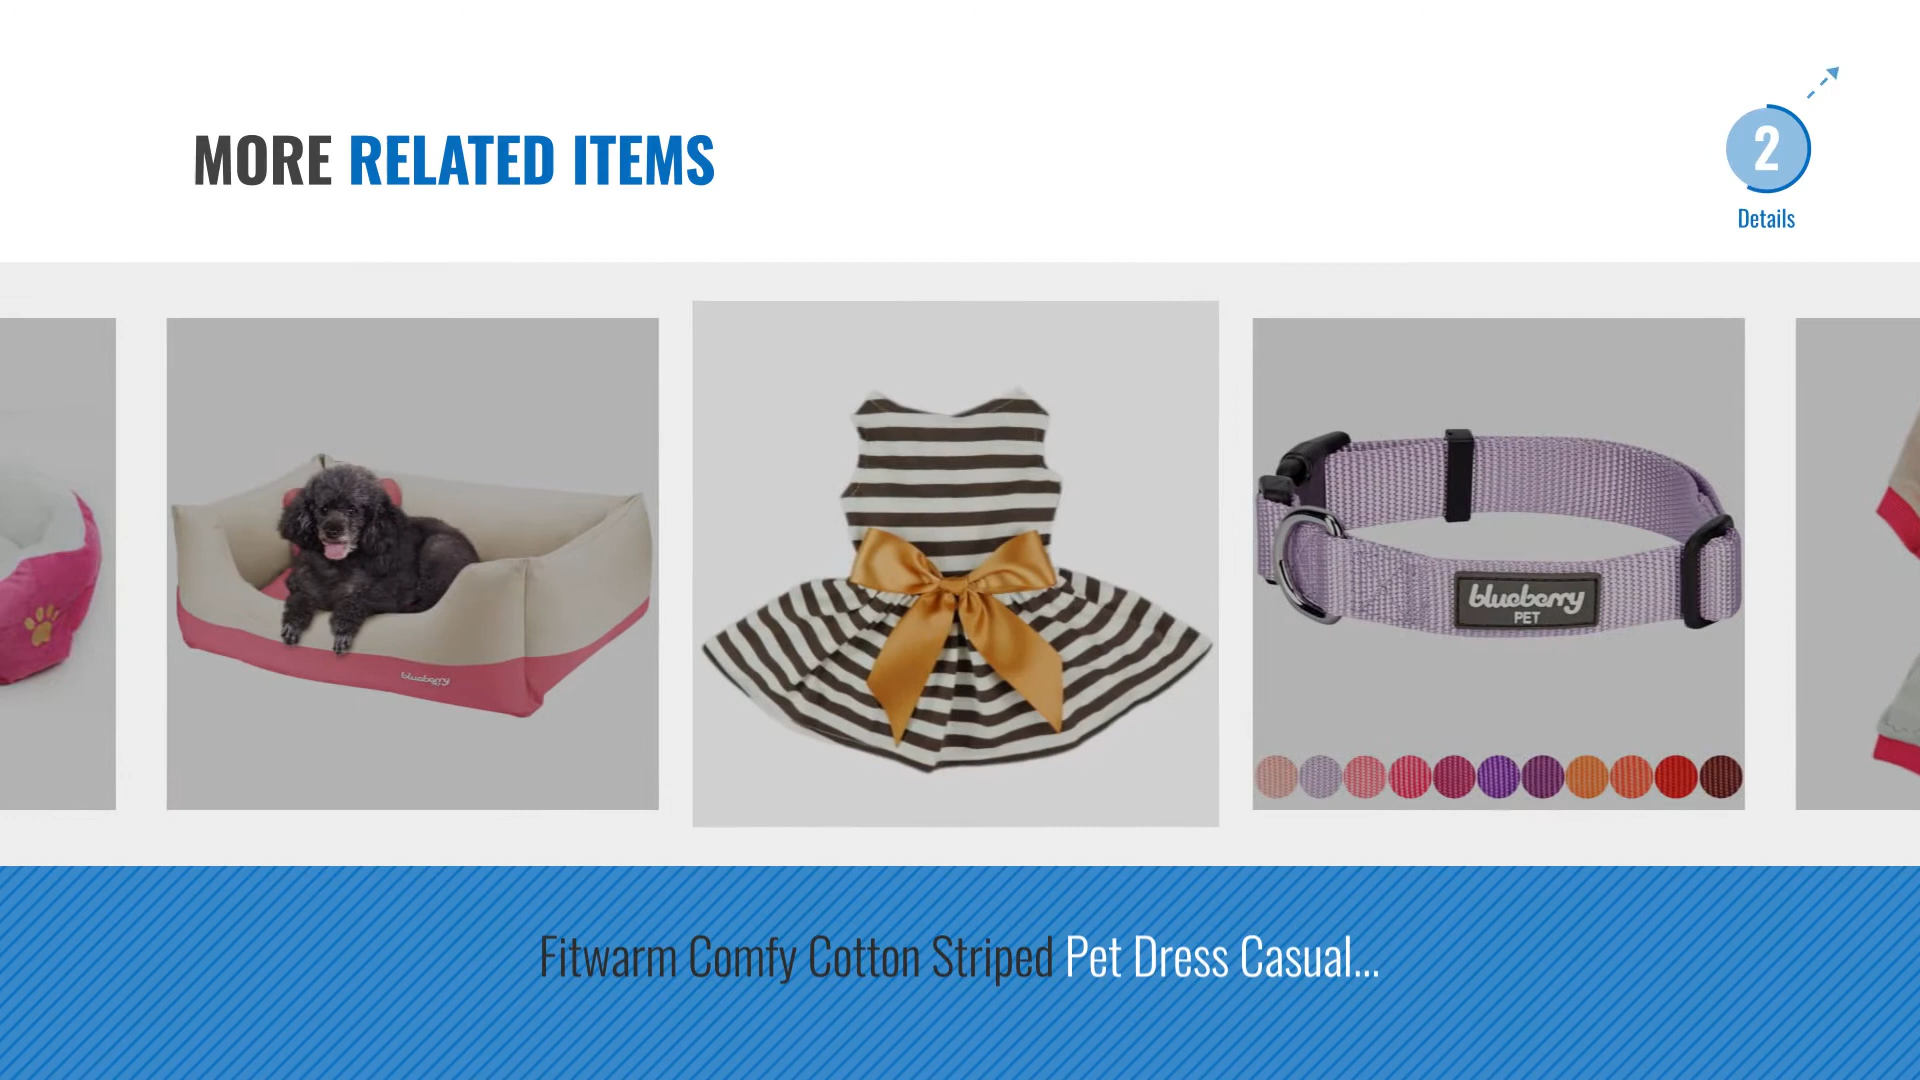 MORE RELATED ITEMS
2
Details
blueberry
blueberry
PET
Fitwarm Comfy Cotton Striped Pet Dress Casual...